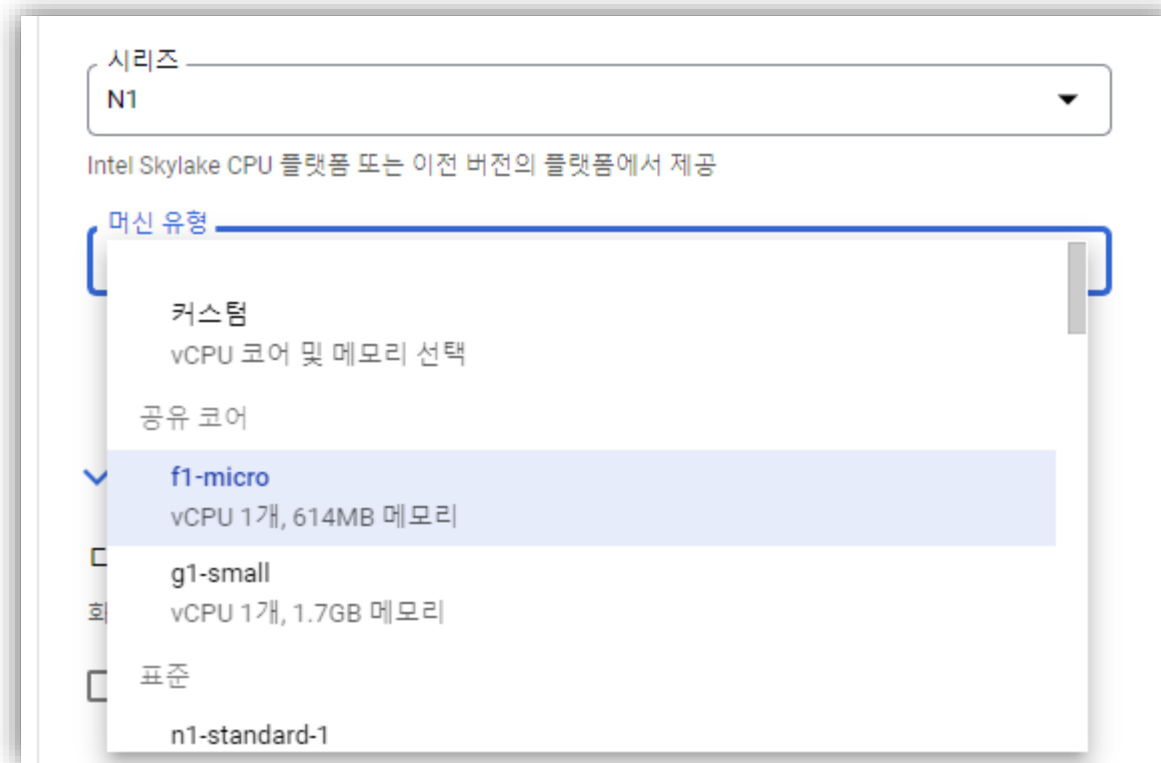 시리즈
N1
Intel Skylake CPU 플랫폼 또는 이전 버전의 플랫폼에서 제공
머신 유형
커스텀
vCPU 코어 및 메모리 선택
공유 코어
f1-micro
vCPU 1개, 614MB 메모리
g1-small
vCPU 1개, 1.7GB 메모리
표준
n1-standard-1